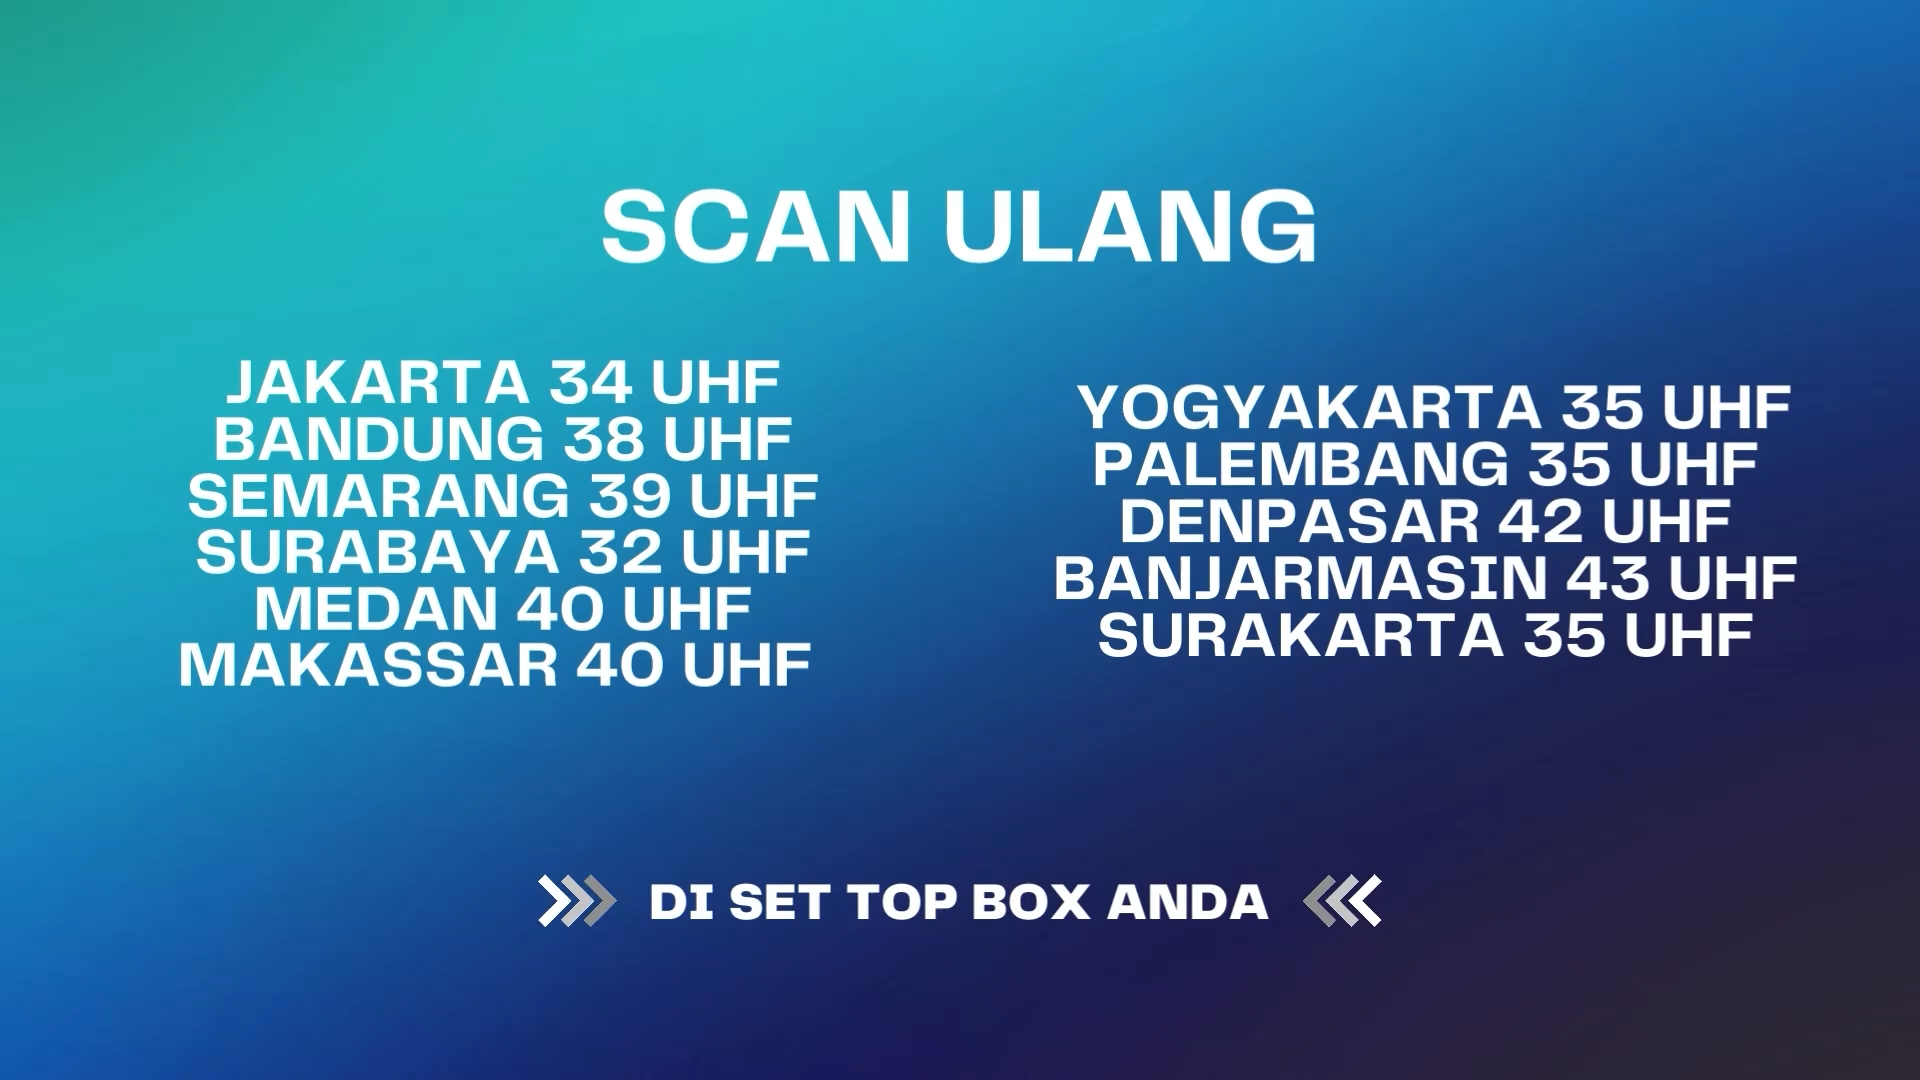 SCAN ULANG
JAKARTA 34 UHF
BANDUNG 38 UHF
SEMARANG 39 UHF
SURABAYA 32 UHF
MEDAN 40 UHF
MAKASSAR 40 UHF
YOGYAKARTA 35 UHF
PALEMBANG 35 UHF
DENPASAR 42 UHF
BANJARMASIN 43 UHF
SURAKARTA 35 UHF
DI SET TOP BOX ANDA